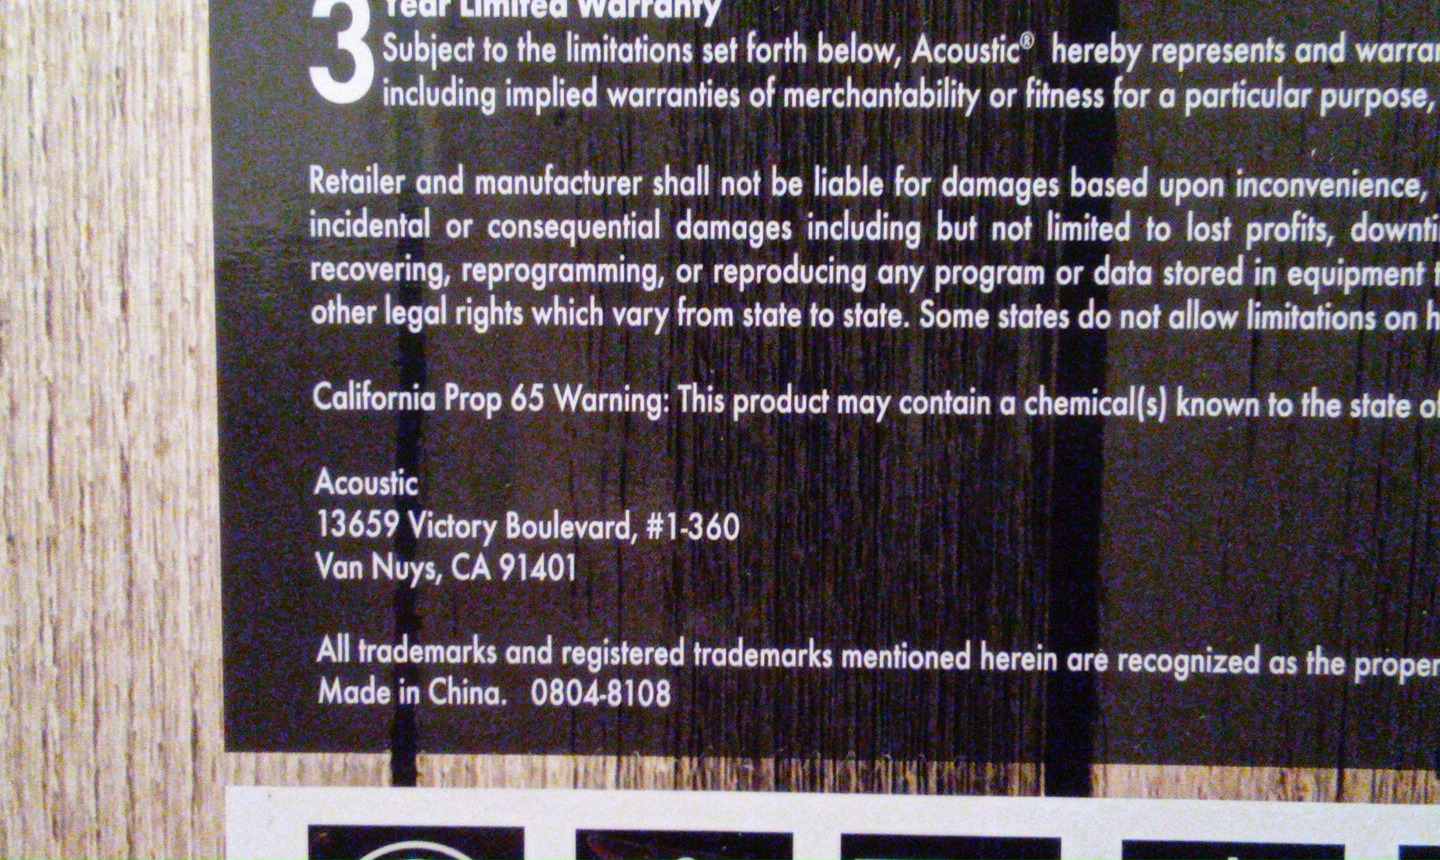 3 Year Limited Warranty
Subject to the limitations set forth below, Acoustic® hereby represents and
including implied warranties of merchantability or fitness for a particular purpose,
Retailer and manufacturer shall not be liable for damages based upon inconvenience,
incidental or consequential damages including but not limited to lost profits,
recovering, reprogramming, or reproducing any program or data stored in equipment
other legal rights which vary from state to state. Some states do not allow limitations on
California Prop 65 Warning: This product may contain a chemical(s) known to the state of
Acoustic
13659 Victory Boulevard, #1-360
Van Nuys, CA 91401
All trademarks and registered trademarks mentioned herein are recognized as the
Made in China. 0804-8108